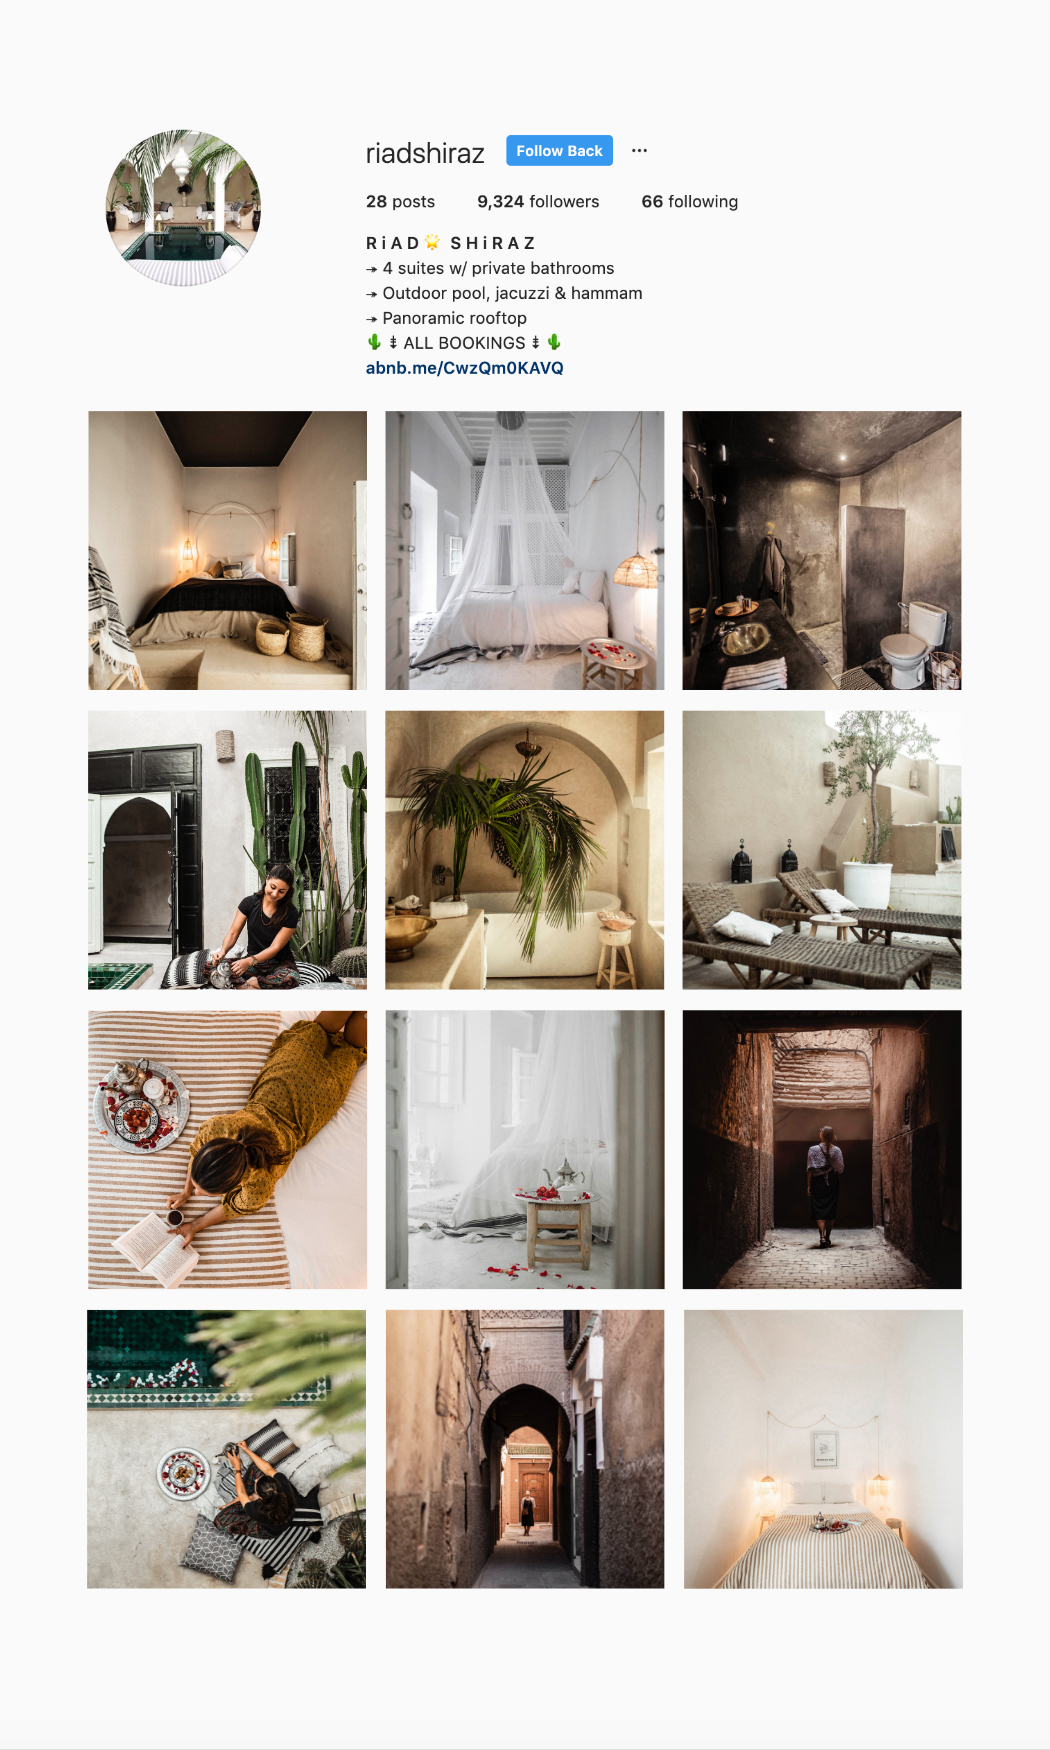 riadshiraz Follow Back ...
28 posts 9,324 followers 66 following
RiAD🌟 SHiRAZ
➛ 4 suites w/ private bathrooms
➛ Outdoor pool, jacuzzi & hammam
➛ Panoramic rooftop
🌵⇟ ALL BOOKINGS ⇟🌵
abnb.me/CwzQm0KAVQ